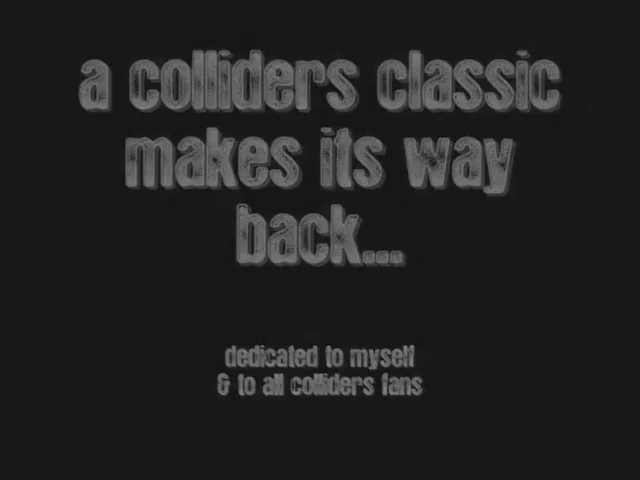 a colliders classic
makes its way
back...
dedicated to myself
& to all colliders fans